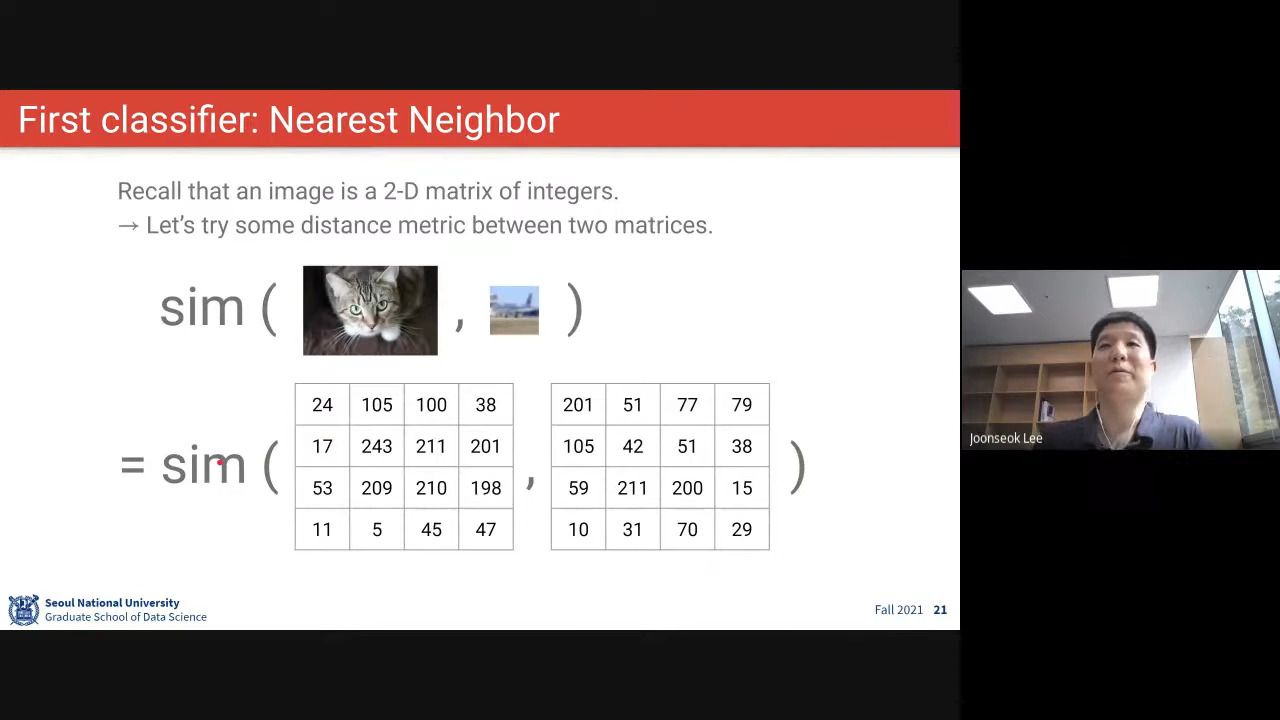 First classifier: Nearest Neighbor
Recall that an image is a 2-D matrix of integers.
→ Let's try some distance metric between two matrices.
sim ( , )
= sim ( , )
24 105 100 38
17 243 211 201
53 209 210 198
11 5 45 47
201 51 77 79
105 42 51 38
59 211 200 15
10 31 70 29
Joonseok Lee
Seoul National University
Graduate School of Data Science
Fall 2021 21